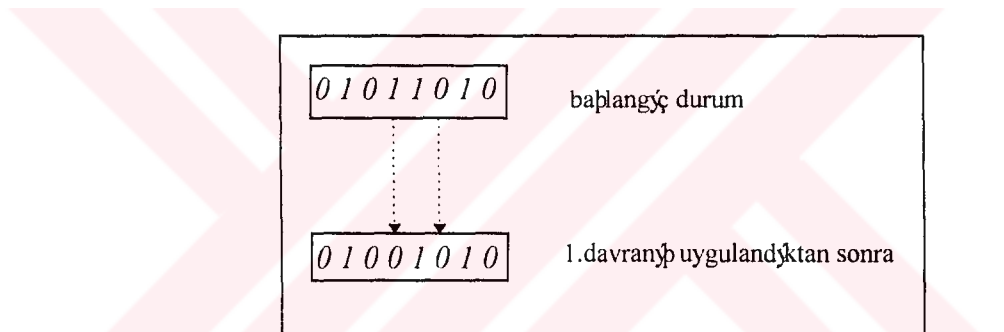 0 1 0 1 1 0 1 0
baþlangýç durum
0 1 0 0 1 0 1 0
1.davranýþ uygulandýktan sonra